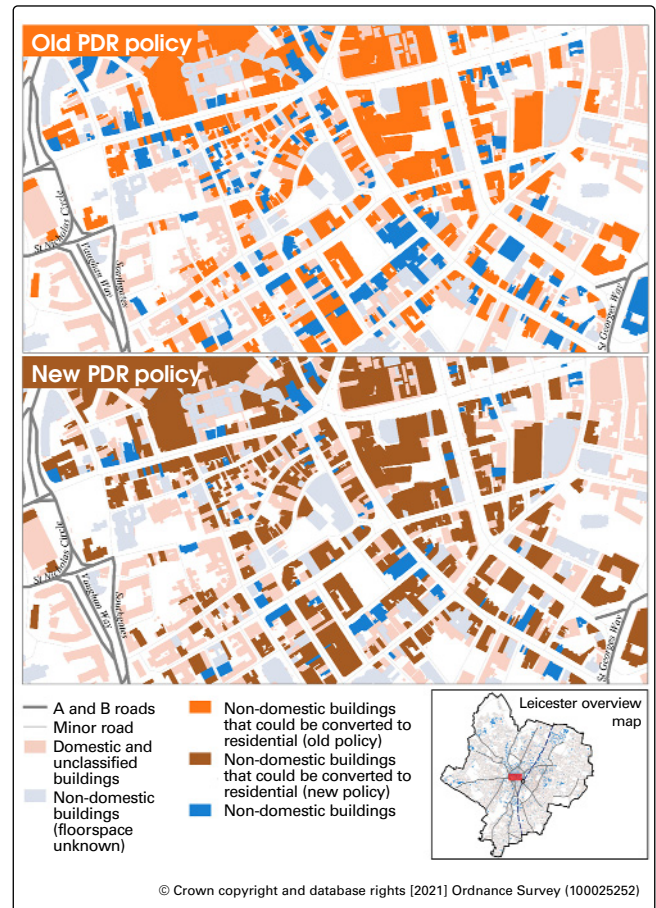 Old PDR policy
St Nicholas Circle
Vaughan Way
Southgates
St Georges Way
New PDR policy
St Nicholas Circle
Vaughan Way
Southgates
St Georges Way
A and B roads
Minor road
Domestic and
unclassified
buildings
Non-domestic
buildings
(floorspace
unknown)
Non-domestic buildings
that could be converted to
residential (old policy)
Non-domestic buildings
that could be converted to
residential (new policy)
Non-domestic buildings
Leicester overview
map
© Crown copyright and database rights [2021] Ordnance Survey (100025252)